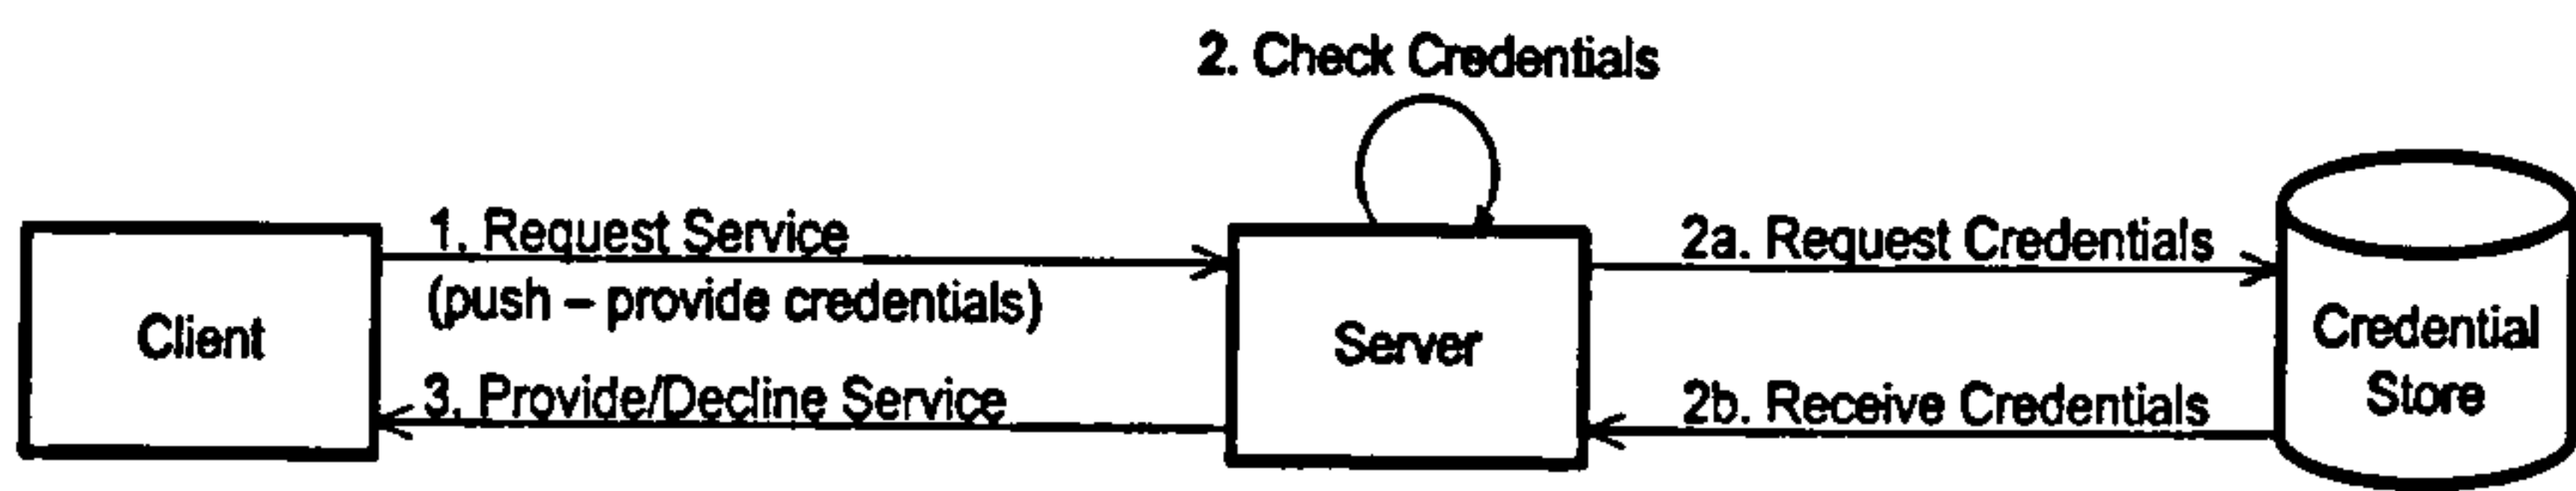 2. Check Credentials
1. Request Service
(push – provide credentials)
2a. Request Credentials
Client
Server
Credential
Store
3. Provide/Decline Service
2b. Receive Credentials